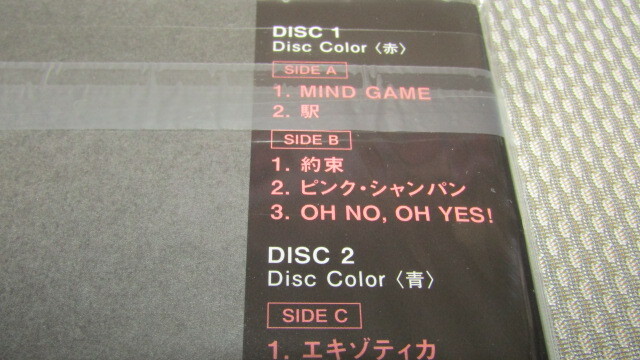 DISC 1
Disc Color〈赤〉
SIDE A
1. MIND GAME
2. 駅
SIDE B
1. 約束
2. ピンク・シャンパン
3. OH NO, OH YES!
DISC 2
Disc Color〈青〉
SIDE C
1. エキゾティカ